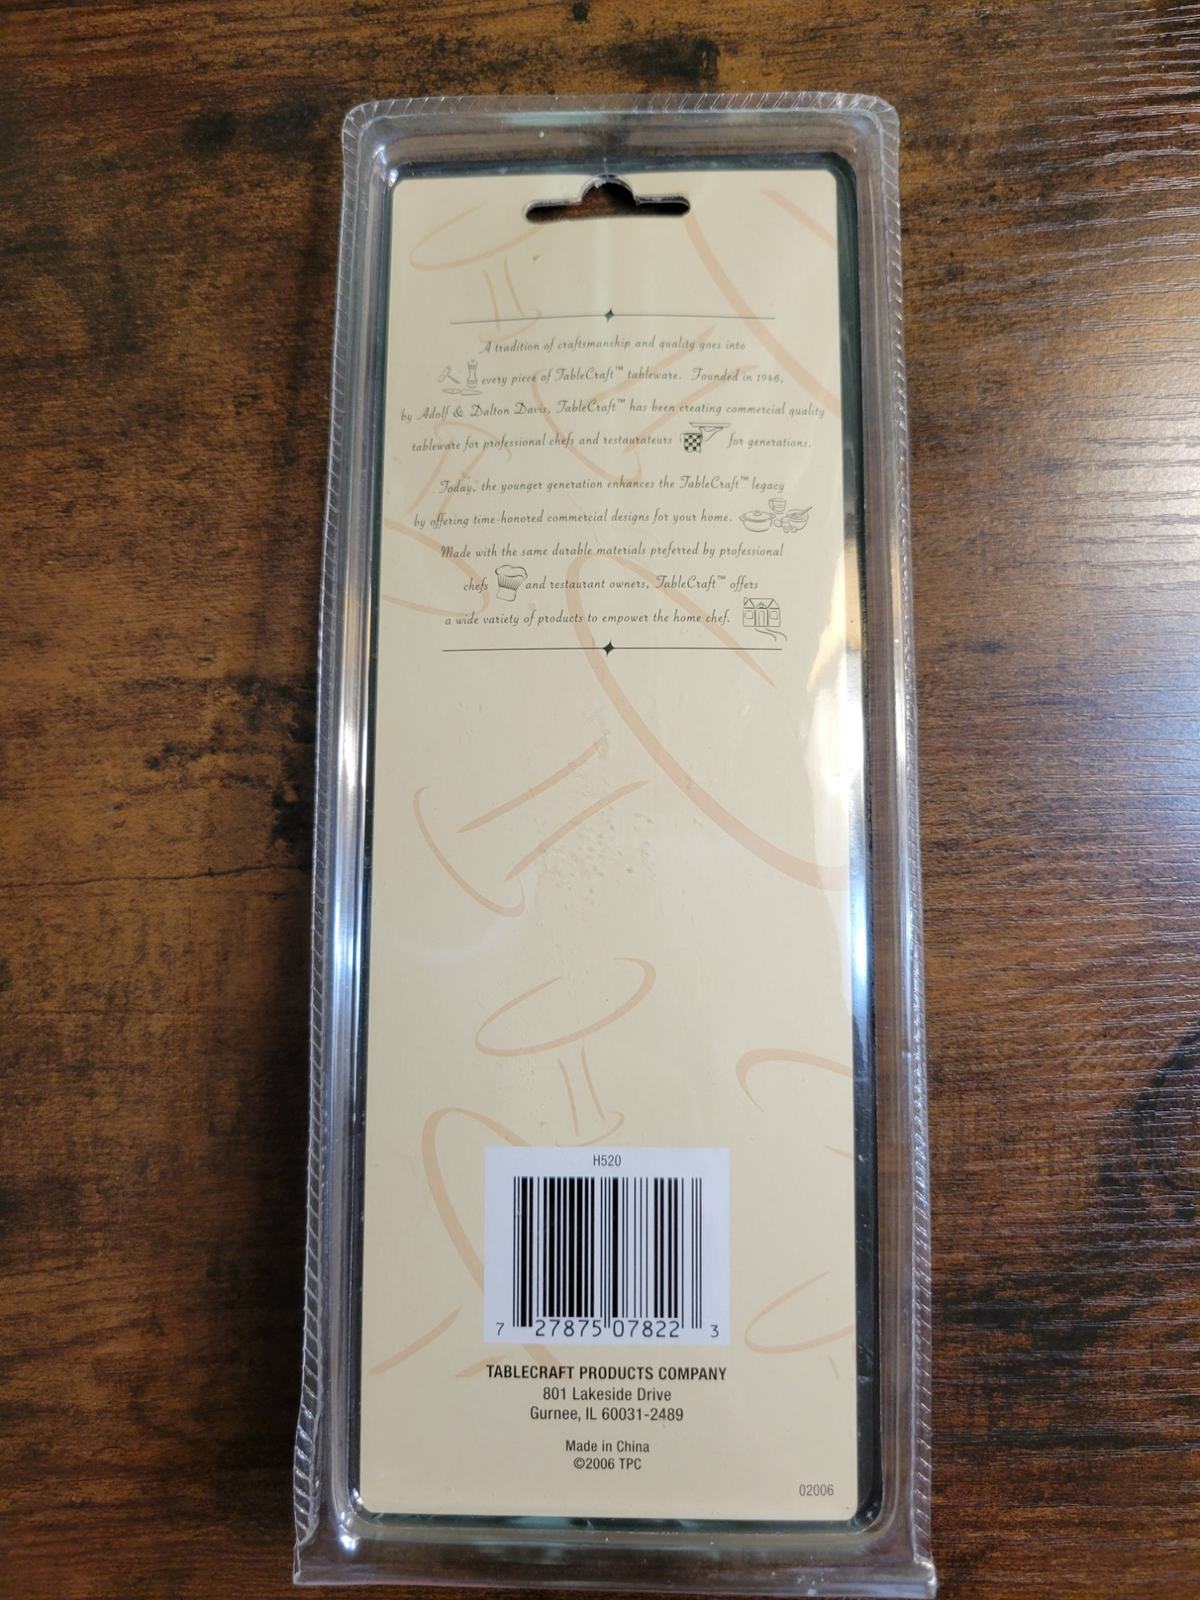 A tradition of craftsmanship and quality goes into
every piece of TableCraft™ tableware. Founded in 1946,
by Adolf & Dalton Davis, TableCraft™ has been creating commercial quality
tableware for professional chefs and restaurateurs for generations.
Today, the younger generation enhances the TableCraft™ legacy
by offering time-honored commercial designs for your home.
Made with the same durable materials preferred by professional
chefs and restaurant owners, TableCraft™ offers
a wide variety of products to empower the home chef.
H520
7 27875 07822 3
TABLECRAFT PRODUCTS COMPANY
801 Lakeside Drive
Gurnee, IL 60031-2489
Made in China
©2006 TPC
02006